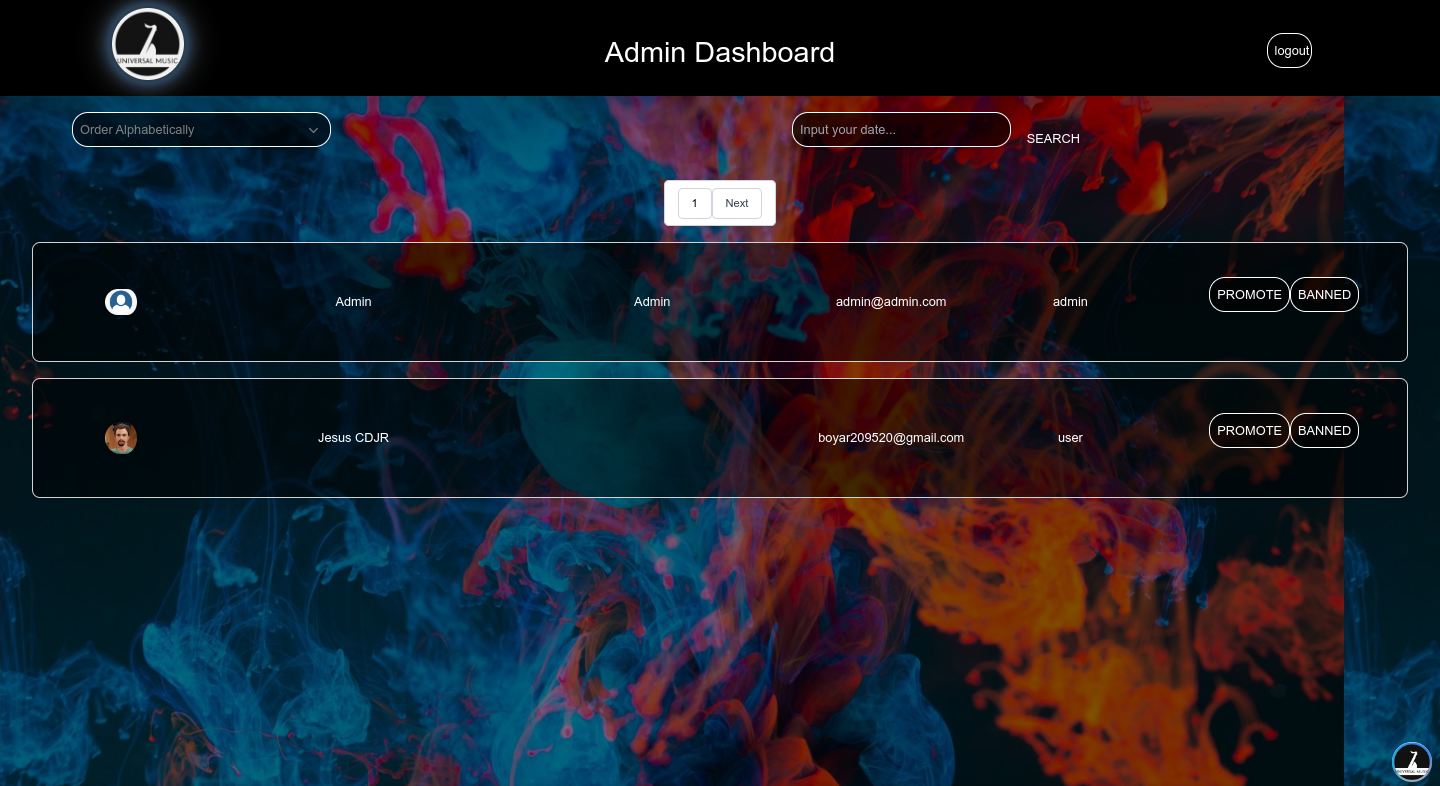 UNIVERSAL MUSIC
Admin Dashboard
logout
Order Alphabetically
Input your date...
SEARCH
1 Next
Admin Admin admin@admin.com admin PROMOTE BANNED
Jesus CDJR boyar209520@gmail.com user PROMOTE BANNED
UNIVERSAL MUSIC